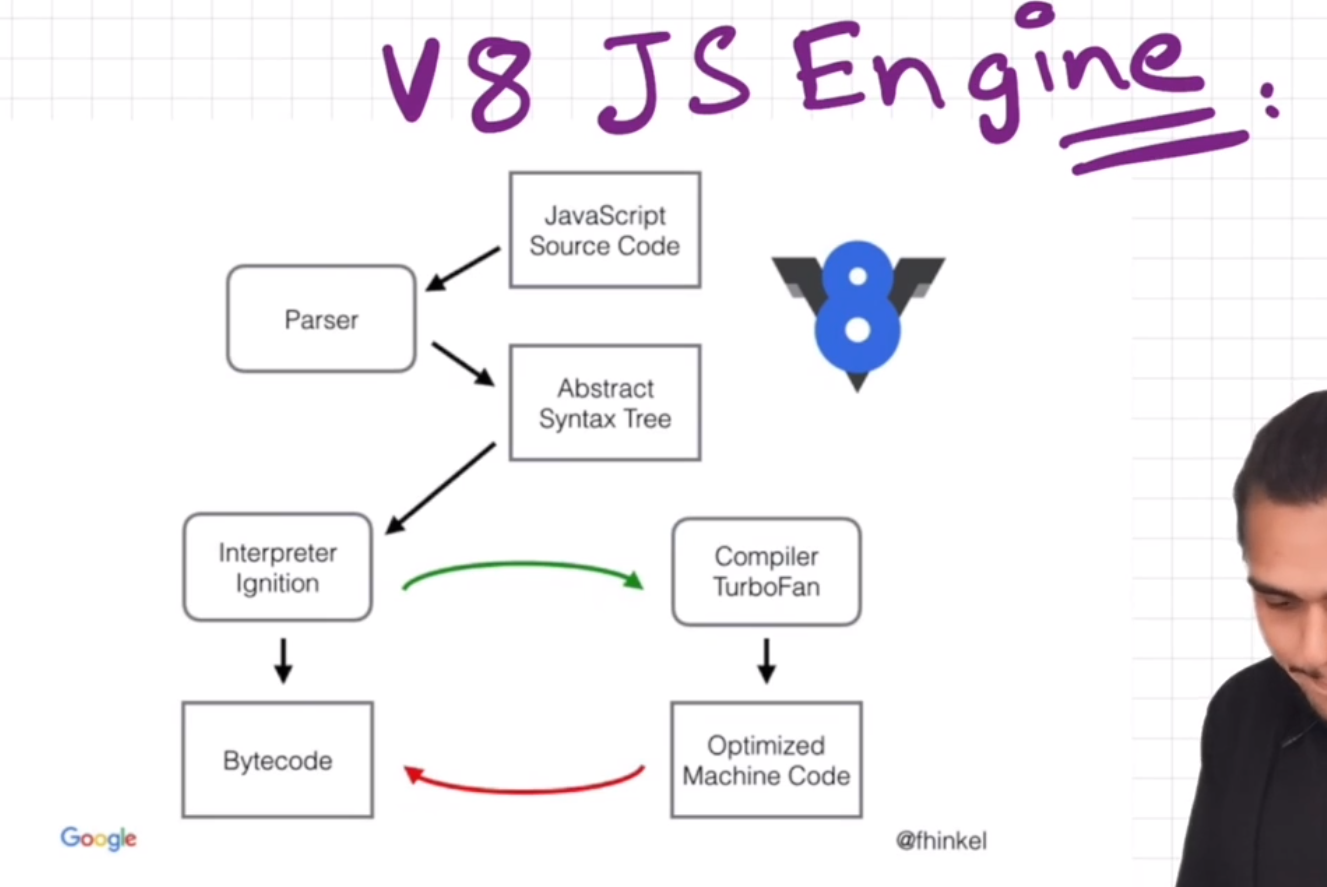 V8 JS Engine :
JavaScript
Source Code
Parser
Abstract
Syntax Tree
Interpreter
Ignition
Compiler
TurboFan
Bytecode
Optimized
Machine Code
8
Google
@fhinkel